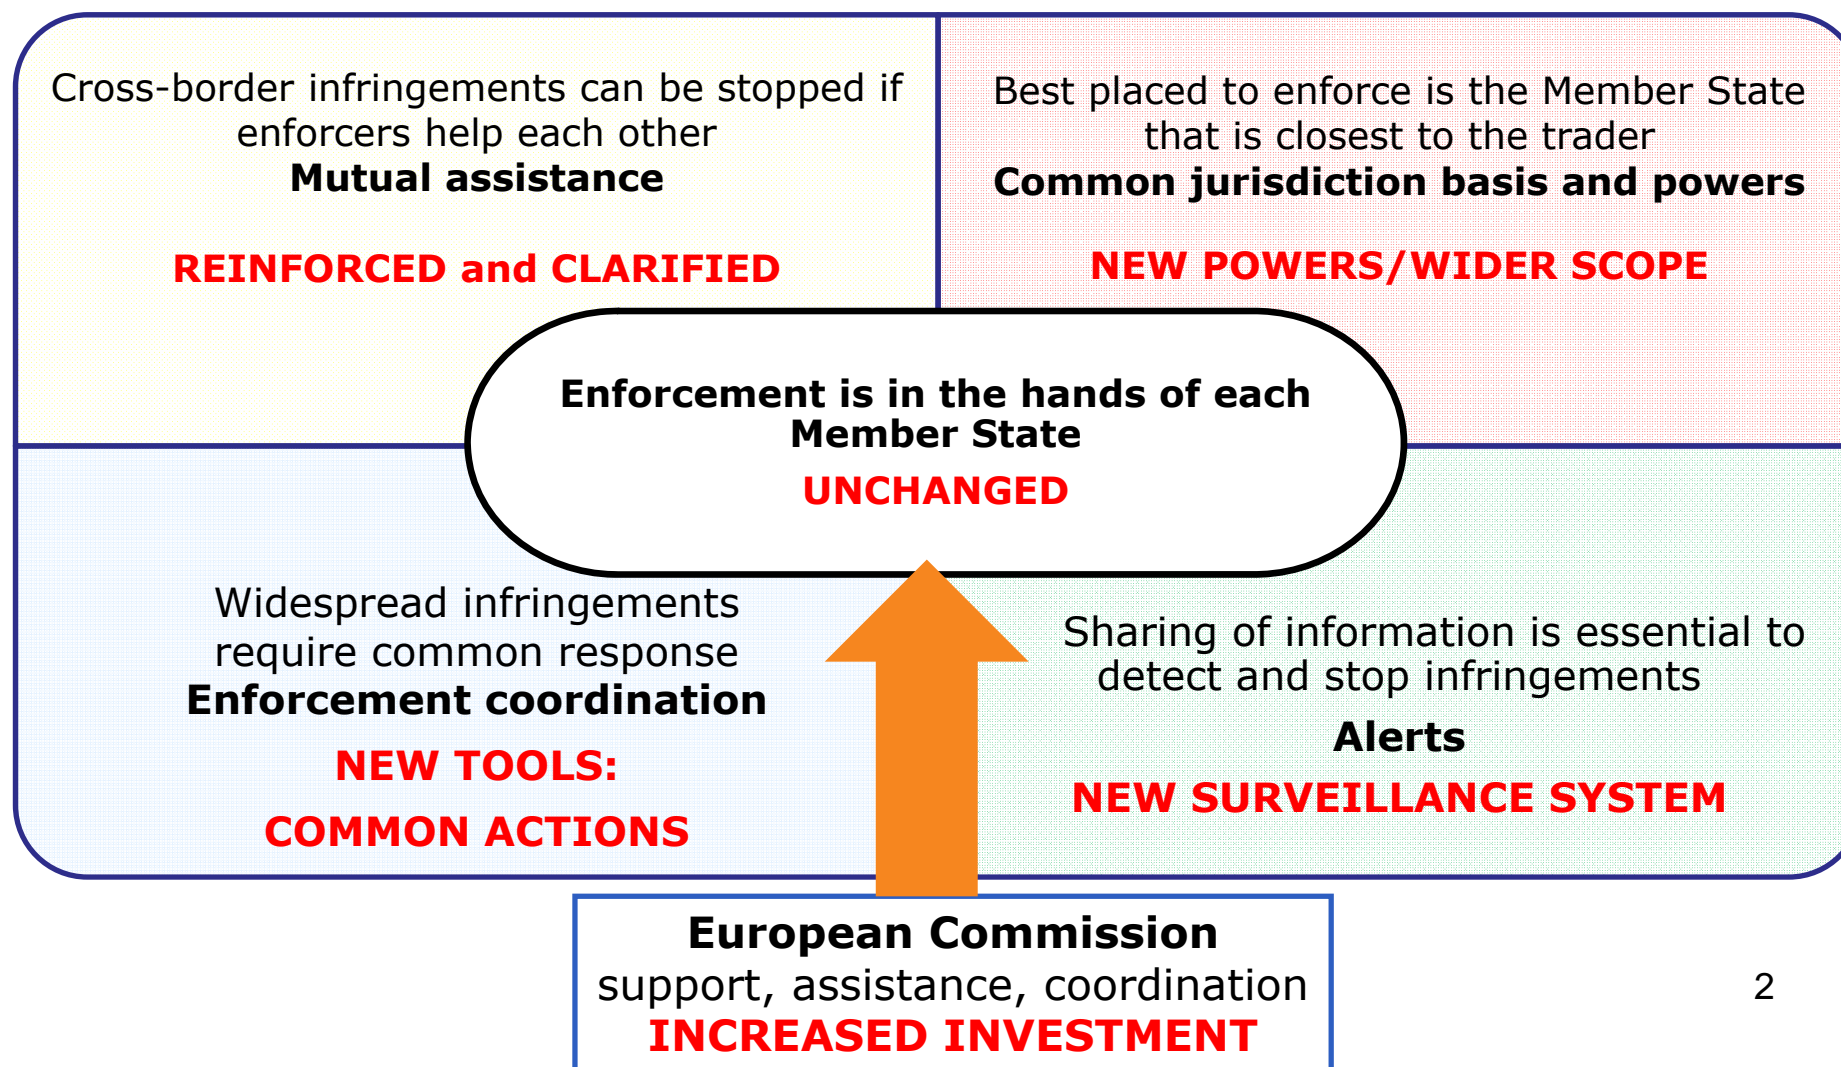 Cross-border infringements can be stopped if
enforcers help each other
Mutual assistance
REINFORCED and CLARIFIED
Best placed to enforce is the Member State
that is closest to the trader
Common jurisdiction basis and powers
NEW POWERS/WIDER SCOPE
Enforcement is in the hands of each
Member State
UNCHANGED
Widespread infringements
require common response
Enforcement coordination
NEW TOOLS:
COMMON ACTIONS
Sharing of information is essential to
detect and stop infringements
Alerts
NEW SURVEILLANCE SYSTEM
European Commission
support, assistance, coordination
INCREASED INVESTMENT
2